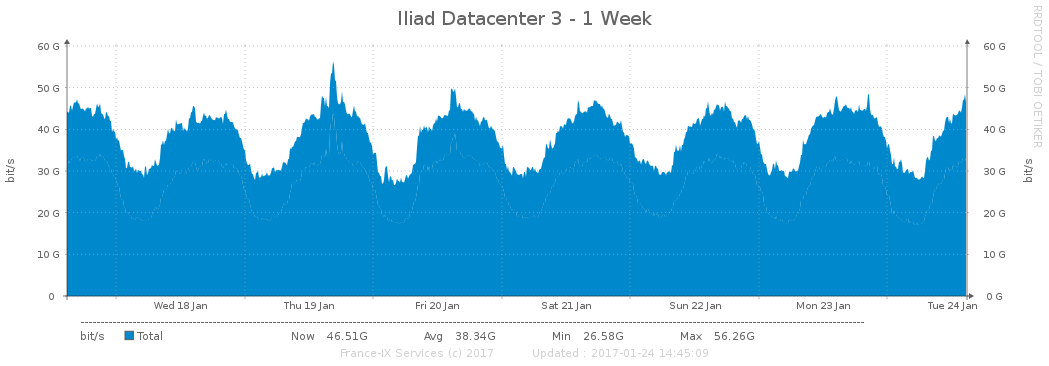 Iliad Datacenter 3 - 1 Week
RRDTOOL / TOBI OETIKER
60 G 60 G
50 G 50 G
40 G 40 G
30 G 30 G
20 G 20 G
10 G 10 G
0 0 G
bit/s bit/s
Wed 18 Jan Thu 19 Jan Fri 20 Jan Sat 21 Jan Sun 22 Jan Mon 23 Jan Tue 24 Jan
bit/s Total Now 46.51G Avg 38.34G Min 26.58G Max 56.26G
France-IX Services (c) 2017 Updated : 2017-01-24 14:45:09